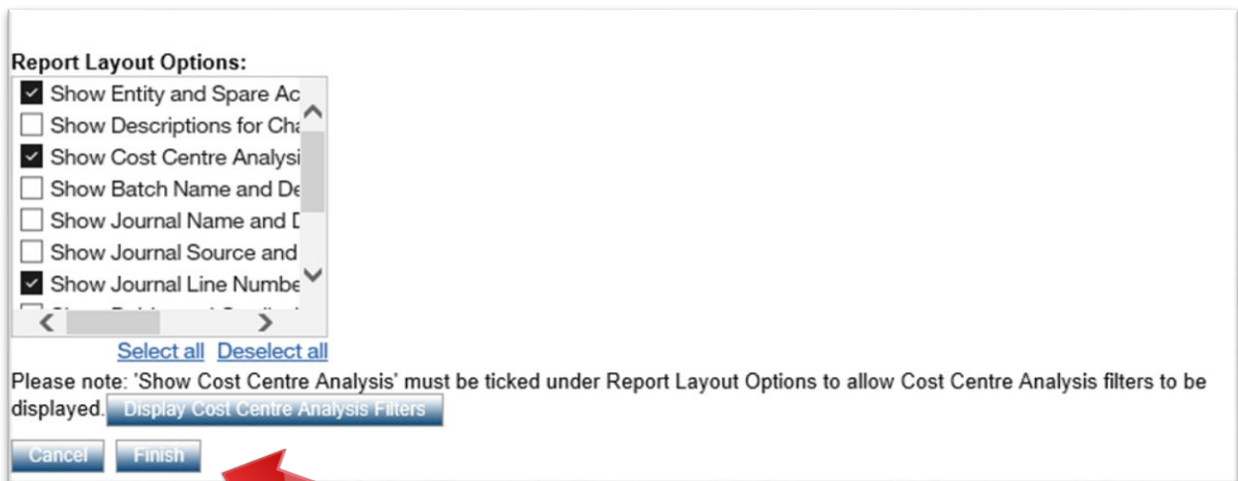 Report Layout Options:
Show Entity and Spare Ac
Show Descriptions for Cha
Show Cost Centre Analysi
Show Batch Name and De
Show Journal Name and D
Show Journal Source and
Show Journal Line Numbe
Select all Deselect all
Please note: 'Show Cost Centre Analysis' must be ticked under Report Layout Options to allow Cost Centre Analysis filters to be
displayed. Display Cost Centre Analysis Filters
Cancel Finish